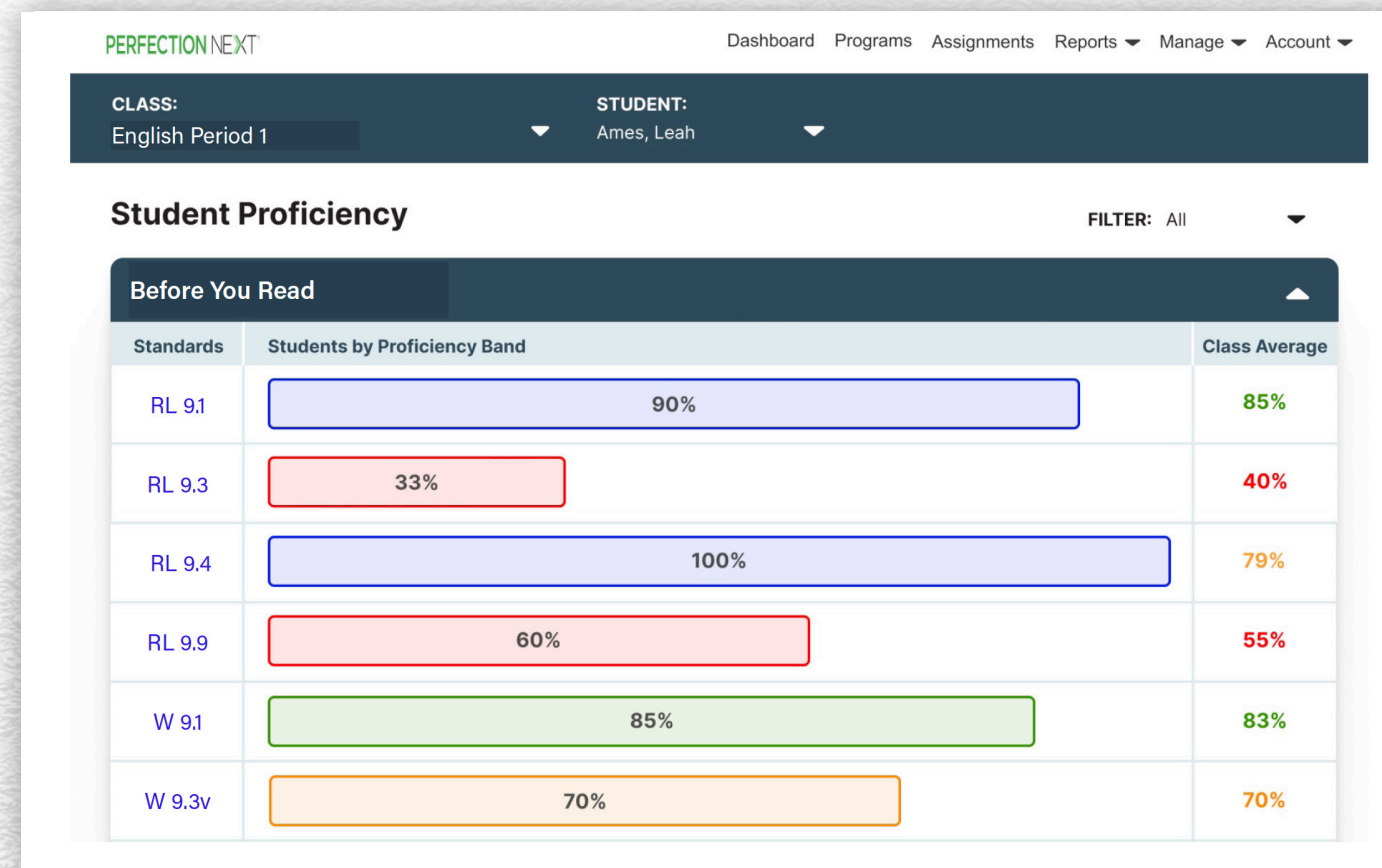 PERFECTION NEXT
Dashboard Programs Assignments Reports Manage Account
CLASS: STUDENT:
English Period 1 Ames, Leah
Student Proficiency FILTER: All
Before You Read
Standards Students by Proficiency Band Class Average
RL 9.1 90% 85%
RL 9.3 33% 40%
RL 9.4 100% 79%
RL 9.9 60% 55%
W 9.1 85% 83%
W 9.3v 70% 70%